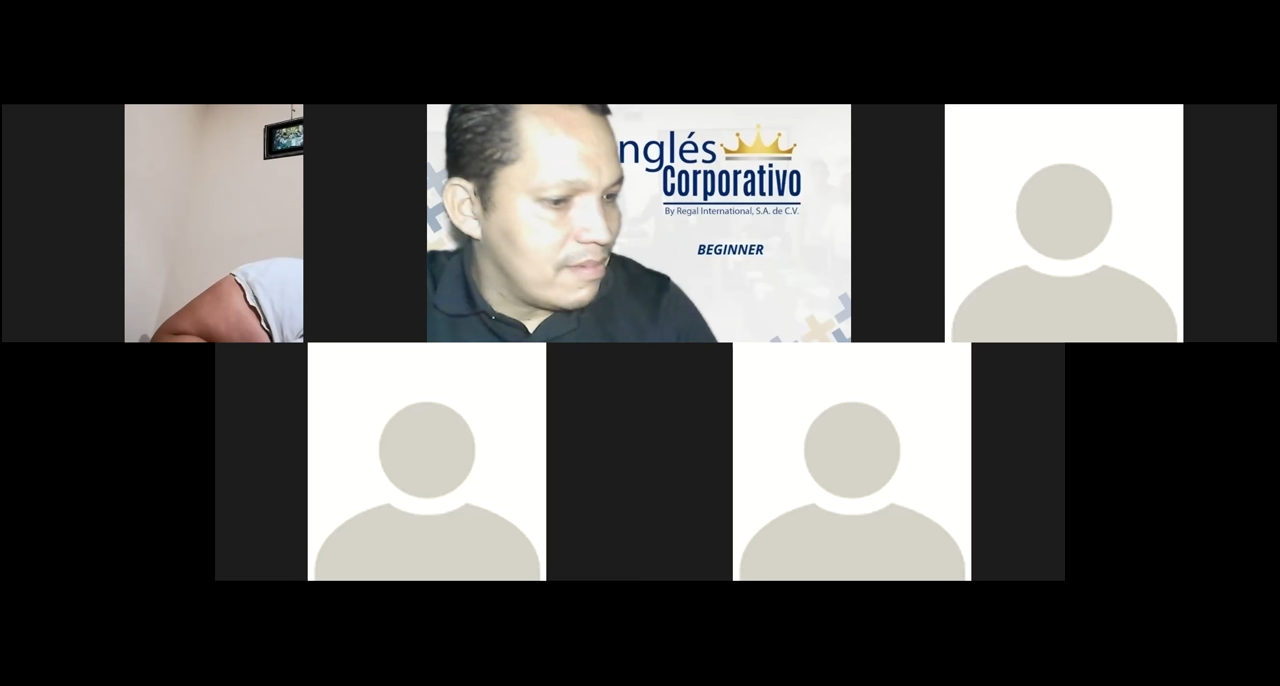 nglés
Corporativo
By Regal International, S.A. de C.V.
BEGINNER